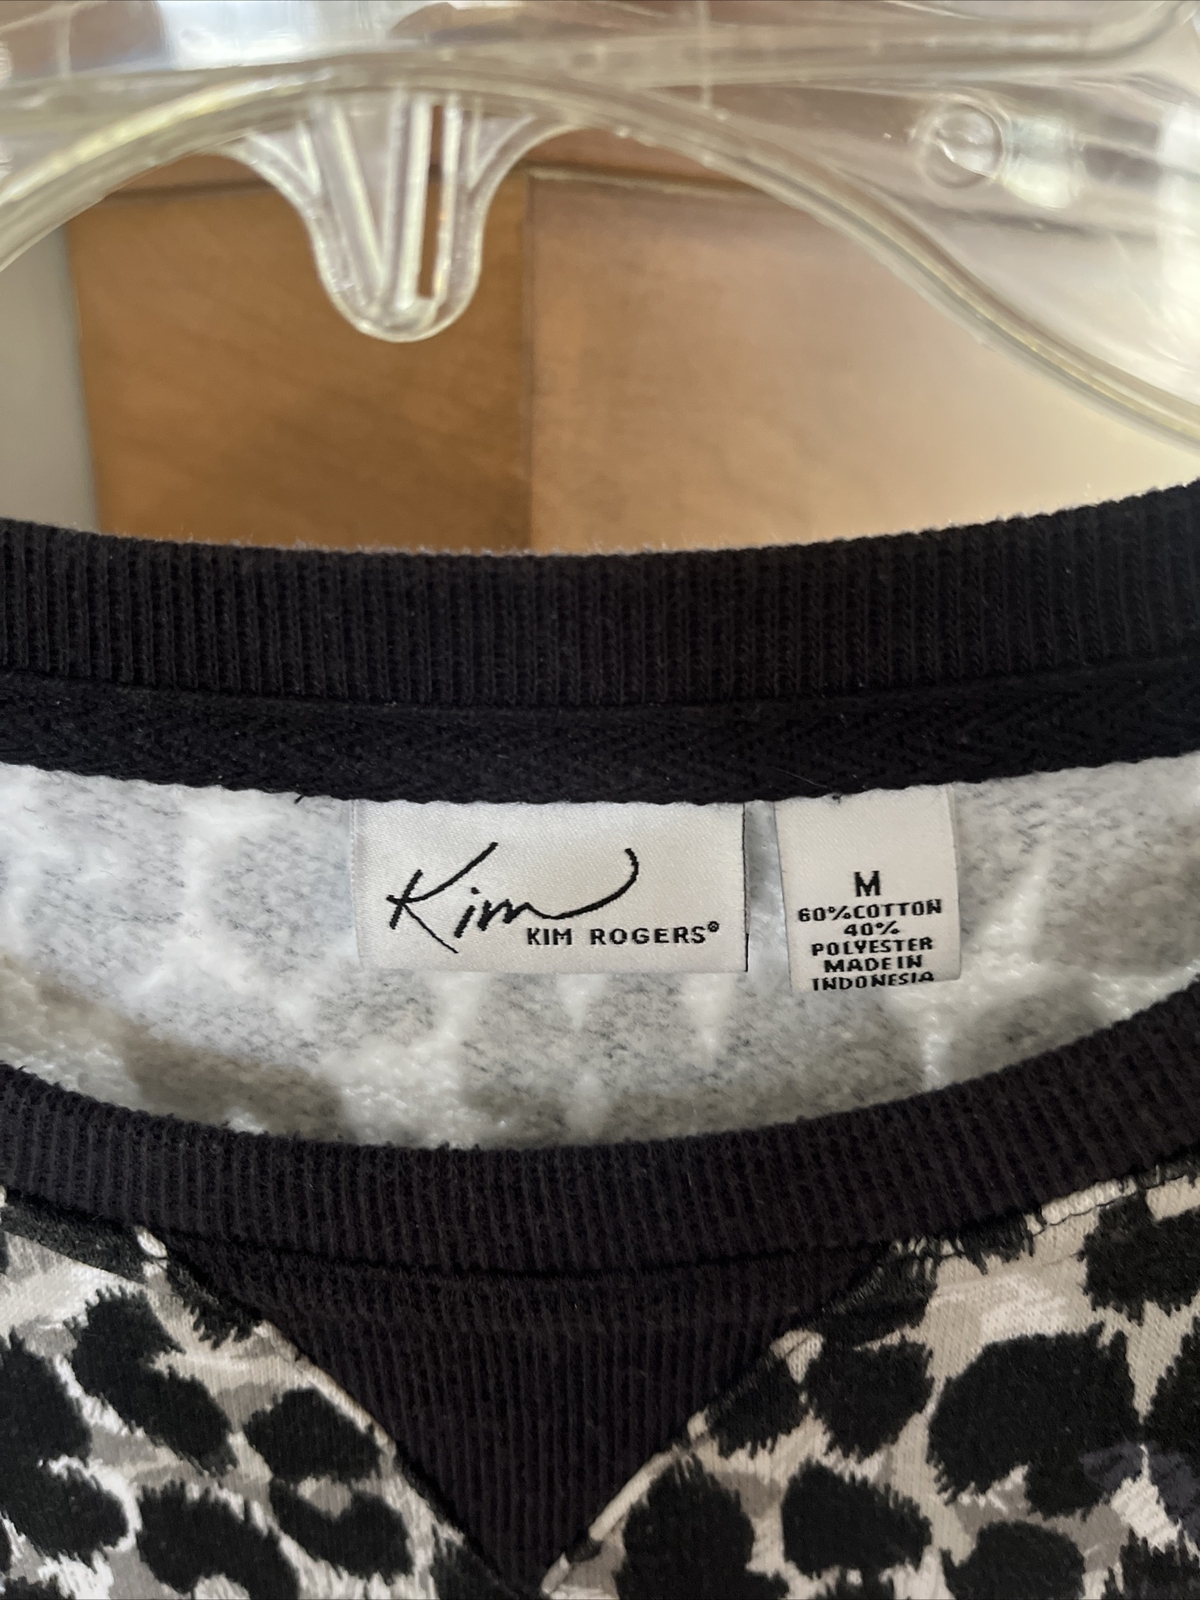 Kim
KIM ROGERS®
M
60%COTTON
40%
POLYESTER
MADE IN
INDONESIA